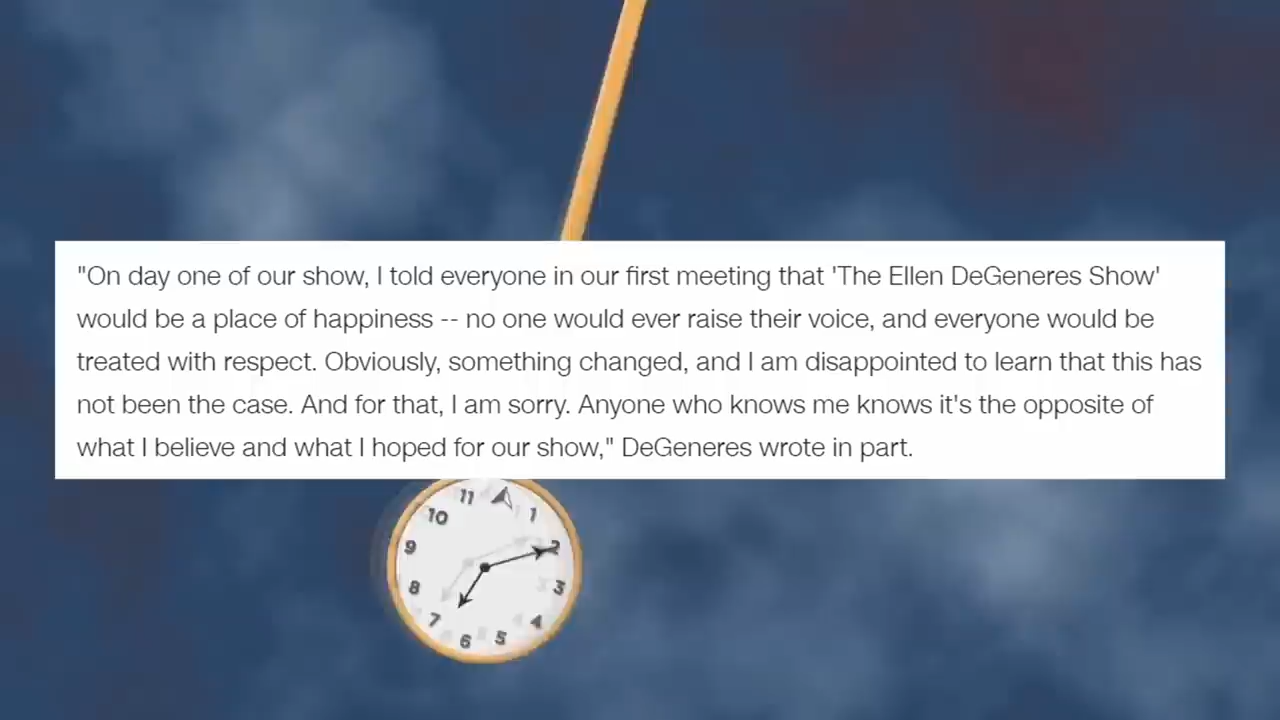 "On day one of our show, I told everyone in our first meeting that 'The Ellen DeGeneres Show'
would be a place of happiness -- no one would ever raise their voice, and everyone would be
treated with respect. Obviously, something changed, and I am disappointed to learn that this has
not been the case. And for that, I am sorry. Anyone who knows me knows it's the opposite of
what I believe and what I hoped for our show," DeGeneres wrote in part.
11
1
10
2
9
3
8
4
7
5
6